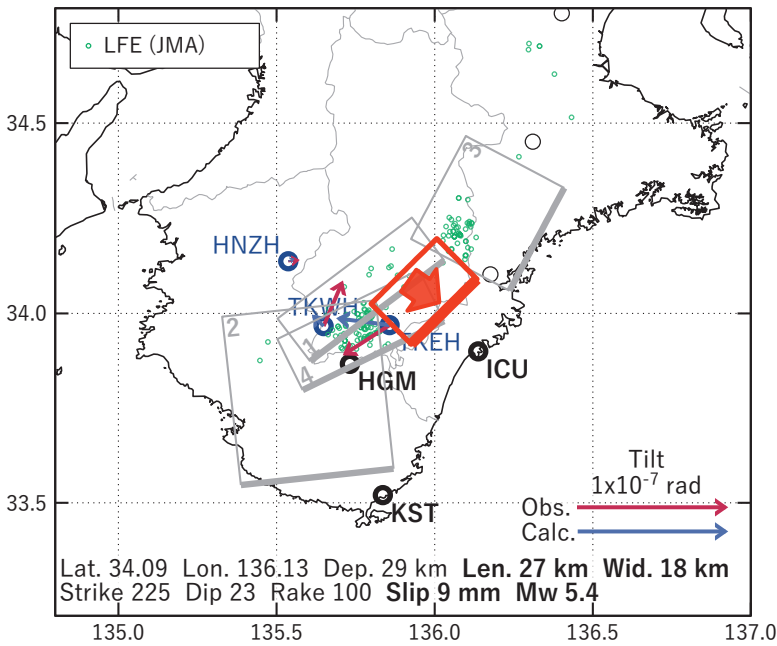 LFE (JMA)
34.5
34.0
33.5
3
HNZH
TKWH
2
1
4
TKEH
HGM
ICU
KST
Tilt
1x10⁻⁷ rad
Obs.
Calc.
Lat. 34.09 Lon. 136.13 Dep. 29 km Len. 27 km Wid. 18 km
Strike 225 Dip 23 Rake 100 Slip 9 mm Mw 5.4
135.0 135.5 136.0 136.5 137.0